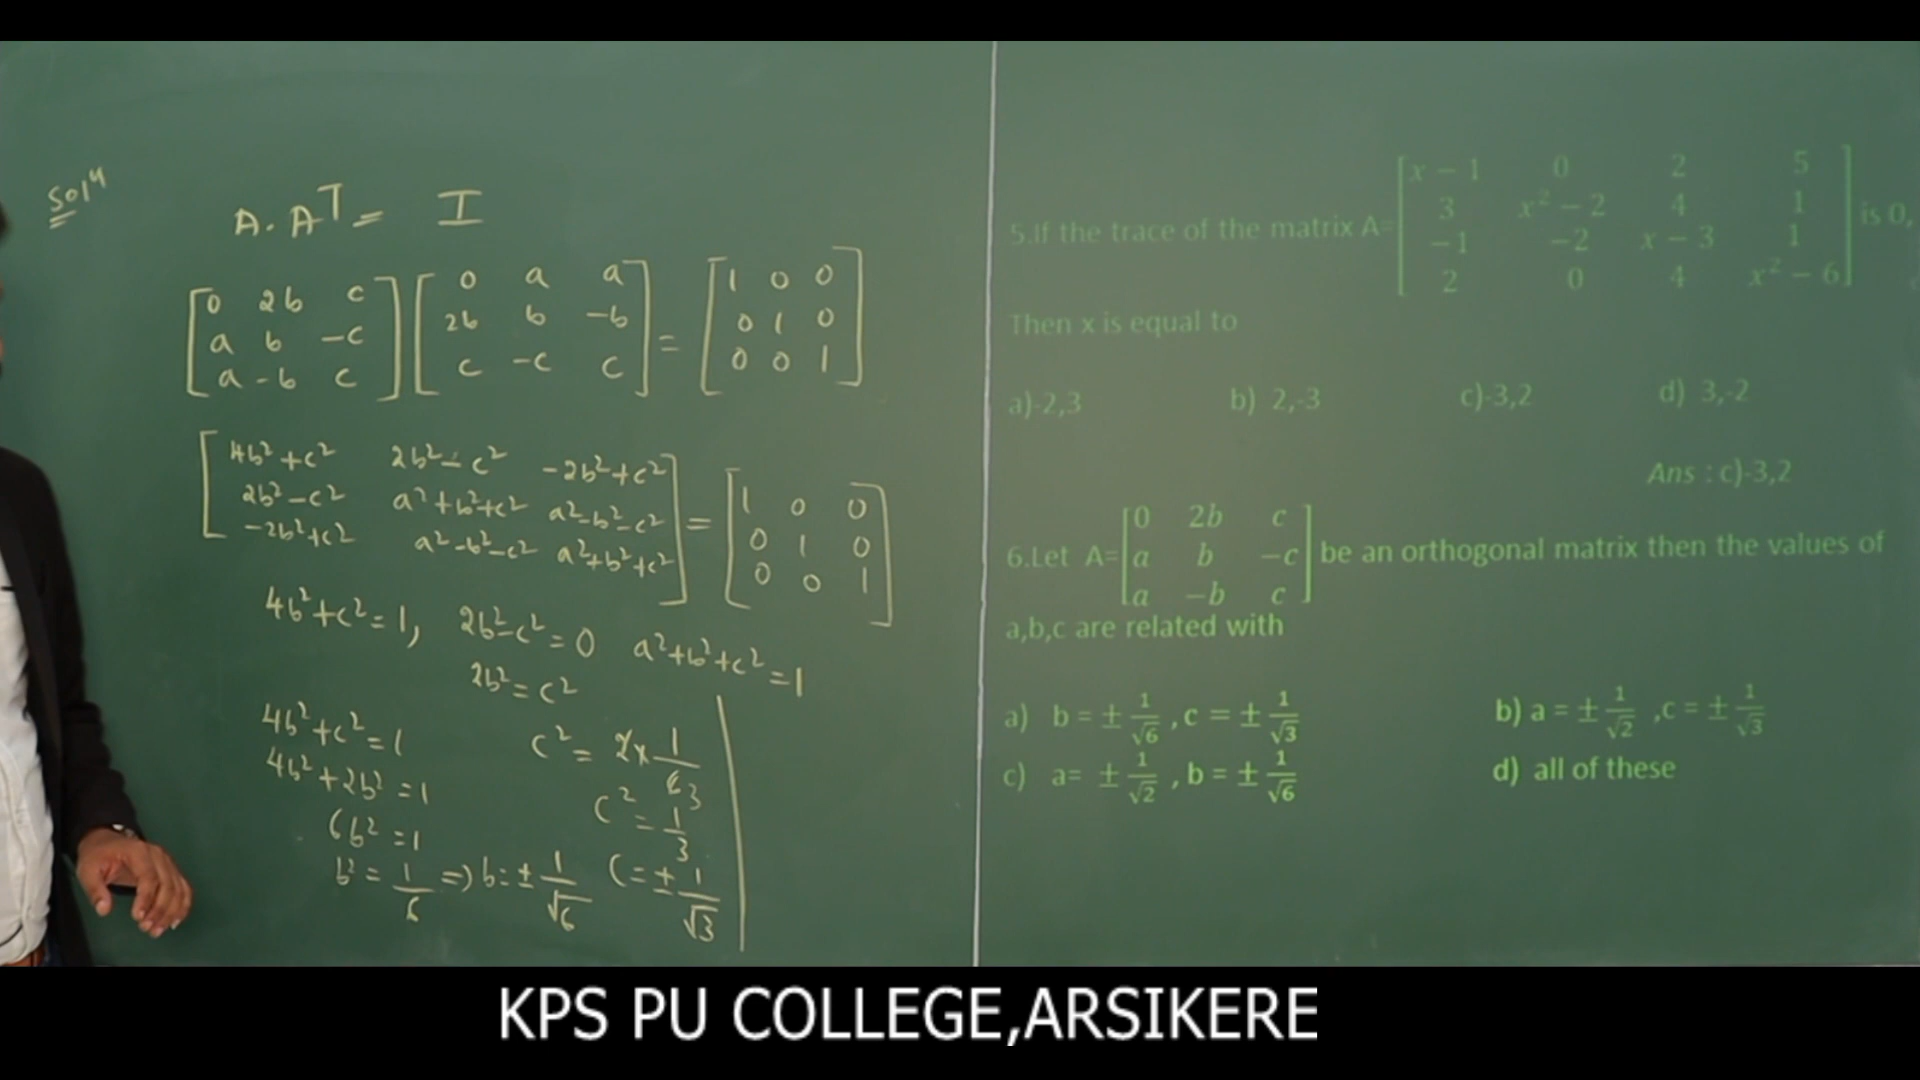 Soln
A. Aᵀ = I
[0 2b c; a b -c; a -b c] [0 a a; 2b b -b; c -c c] = [1 0 0; 0 1 0; 0 0 1]
[4b²+c² 2b²-c² -2b²+c²; 2b²-c² a²+b²+c² a²-b²-c²; -2b²+c² a²-b²-c² a²+b²+c²] = [1 0 0; 0 1 0; 0 0 1]
4b²+c²=1, 2b²-c²=0 a²+b²+c²=1
2b²=c²
4b²+c²=1
4b²+2b²=1
6b²=1
b²=1/6 => b=±1/√6
c²=2×1/6 3
c²=1/3
c=±1/√3
5.If the trace of the matrix A=[x-1 0 2 5; 3 x²-2 4 1; -1 -2 x-3 1; 2 0 4 x²-6] is 0,
Then x is equal to
a)-2,3 b) 2,-3 c)-3,2 d) 3,-2
Ans : c)-3,2
6.Let A=[0 2b c; a b -c; a -b c] be an orthogonal matrix then the values of
a,b,c are related with
a) b = ± 1/√6 , c = ± 1/√3 b) a = ± 1/√2 ,c = ± 1/√3
c) a= ± 1/√2 , b = ± 1/√6 d) all of these
KPS PU COLLEGE,ARSIKERE